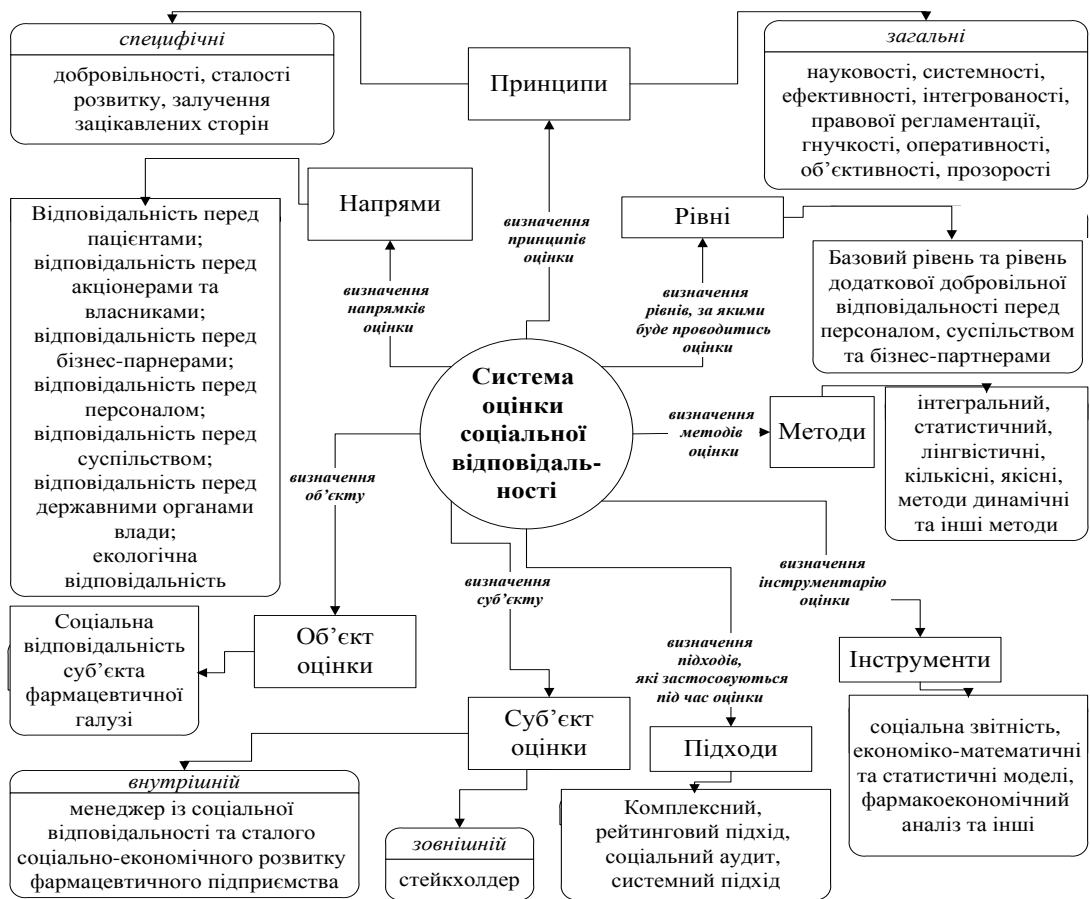 специфічні
добровільності, сталості
розвитку, залучення
зацікавлених сторін
Принципи
загальні
науковості, системності,
ефективності, інтегрованості,
правової регламентації,
гнучкості, оперативності,
об’єктивності, прозорості
визначення
принципів
оцінки
Напрями
Відповідальність перед
пацієнтами;
відповідальність перед
акціонерами та
власниками;
відповідальність перед
бізнес-парнерами;
відповідальність перед
персоналом;
відповідальність перед
суспільством;
відповідальність перед
державними органами
влади;
екологічна
відповідальність
визначення
напрямків
оцінки
Рівні
Базовий рівень та рівень
додаткової добровільної
відповідальності перед
персоналом, суспільством
та бізнес-партнерами
визначення
рівнів, за якими
буде проводитись
оцінки
Система
оцінки
соціальної
відповідаль-
ності
визначення
методів
оцінки
Методи
інтегральний,
статистичний,
лінгвістичні,
кількісні, якісні,
методи динамічні
та інші методи
визначення
об’єкту
Об’єкт
оцінки
Соціальна
відповідальність
суб’єкта
фармацевтичної
галузі
визначення
суб’єкту
Суб’єкт
оцінки
внутрішній
менеджер із соціальної
відповідальності та сталого
соціально-економічного розвитку
фармацевтичного підприємства
зовнішній
стейкхолдер
визначення
підходів,
які застосовуються
під час оцінки
Підходи
Комплексний,
рейтинговий підхід,
соціальний аудит,
системний підхід
визначення
інструментарію
оцінки
Інструменти
соціальна звітність,
економіко-математичні
та статистичні моделі,
фармакоекономічний
аналіз та інші